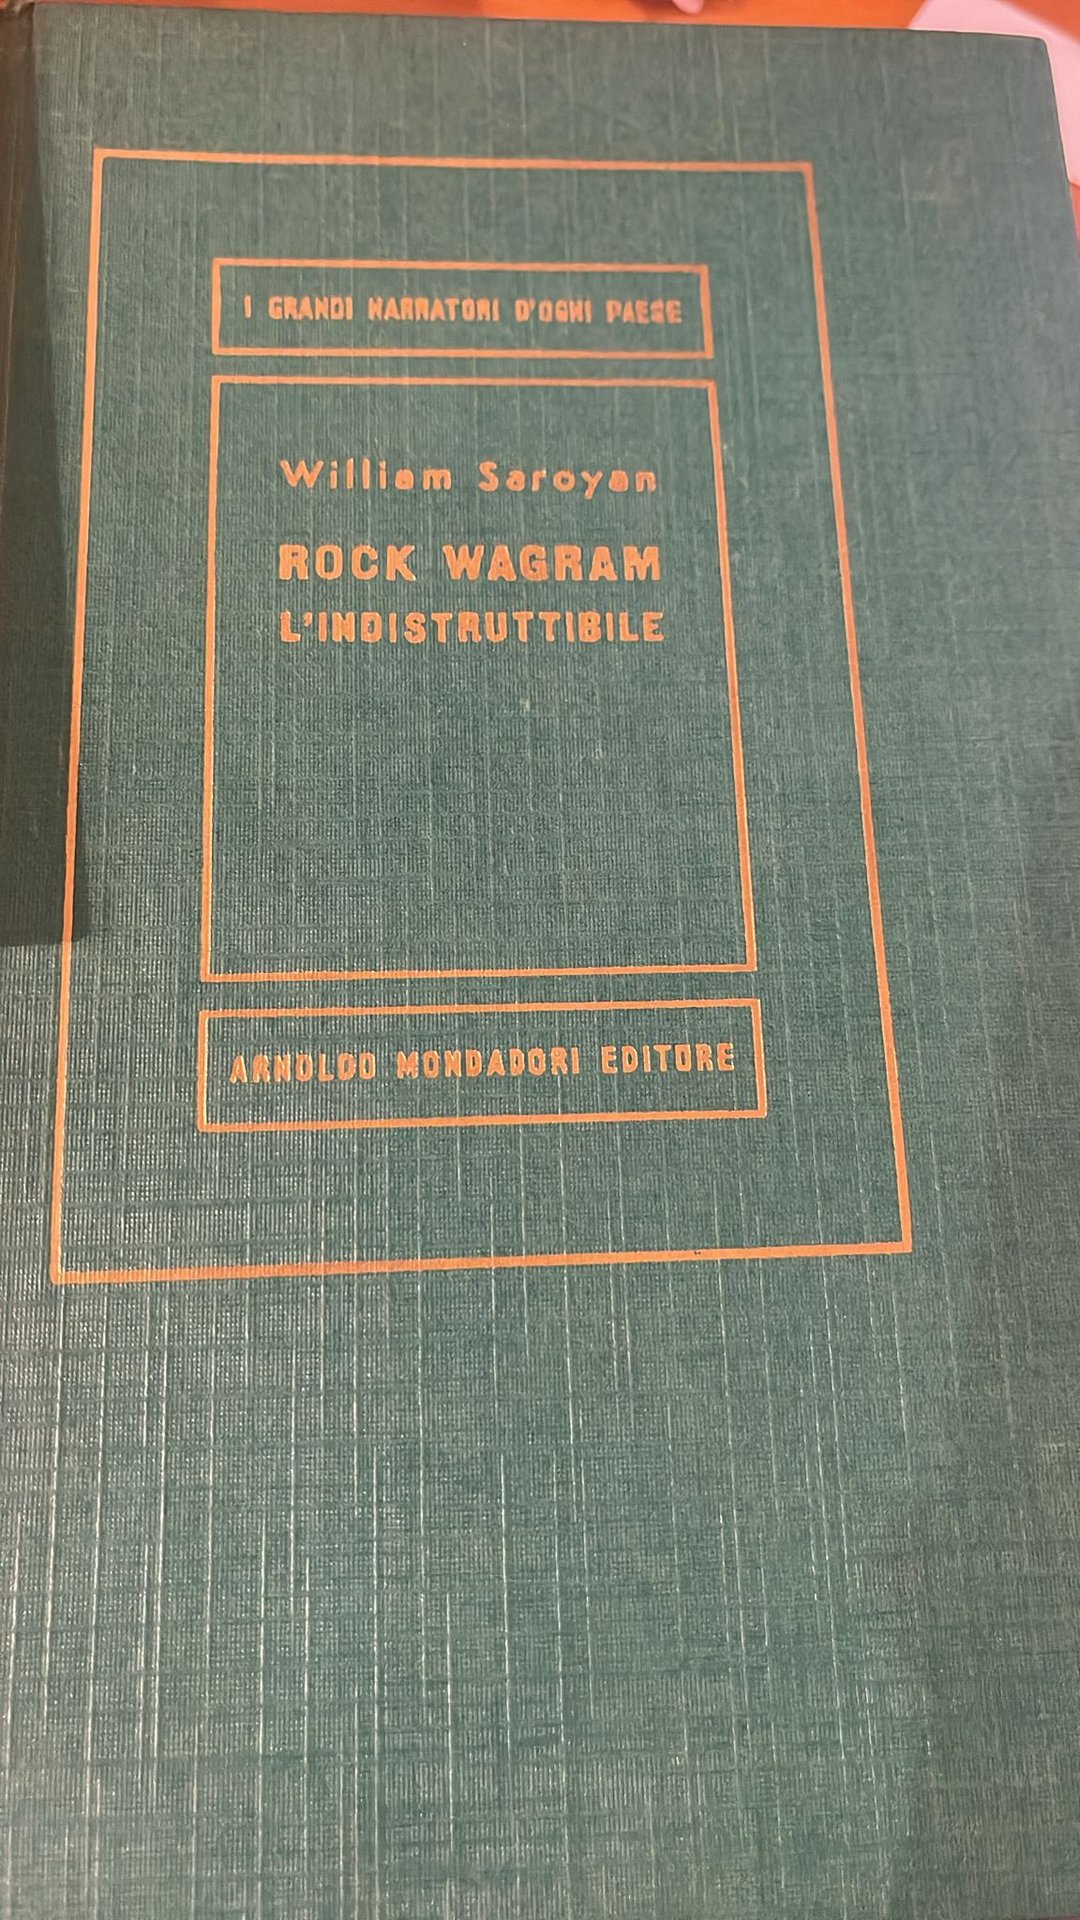 I GRANDI NARRATORI D'OGNI PAESE
William Saroyan
ROCK WAGRAM
L'INDISTRUTTIBILE
ARNOLDO MONDADORI EDITORE